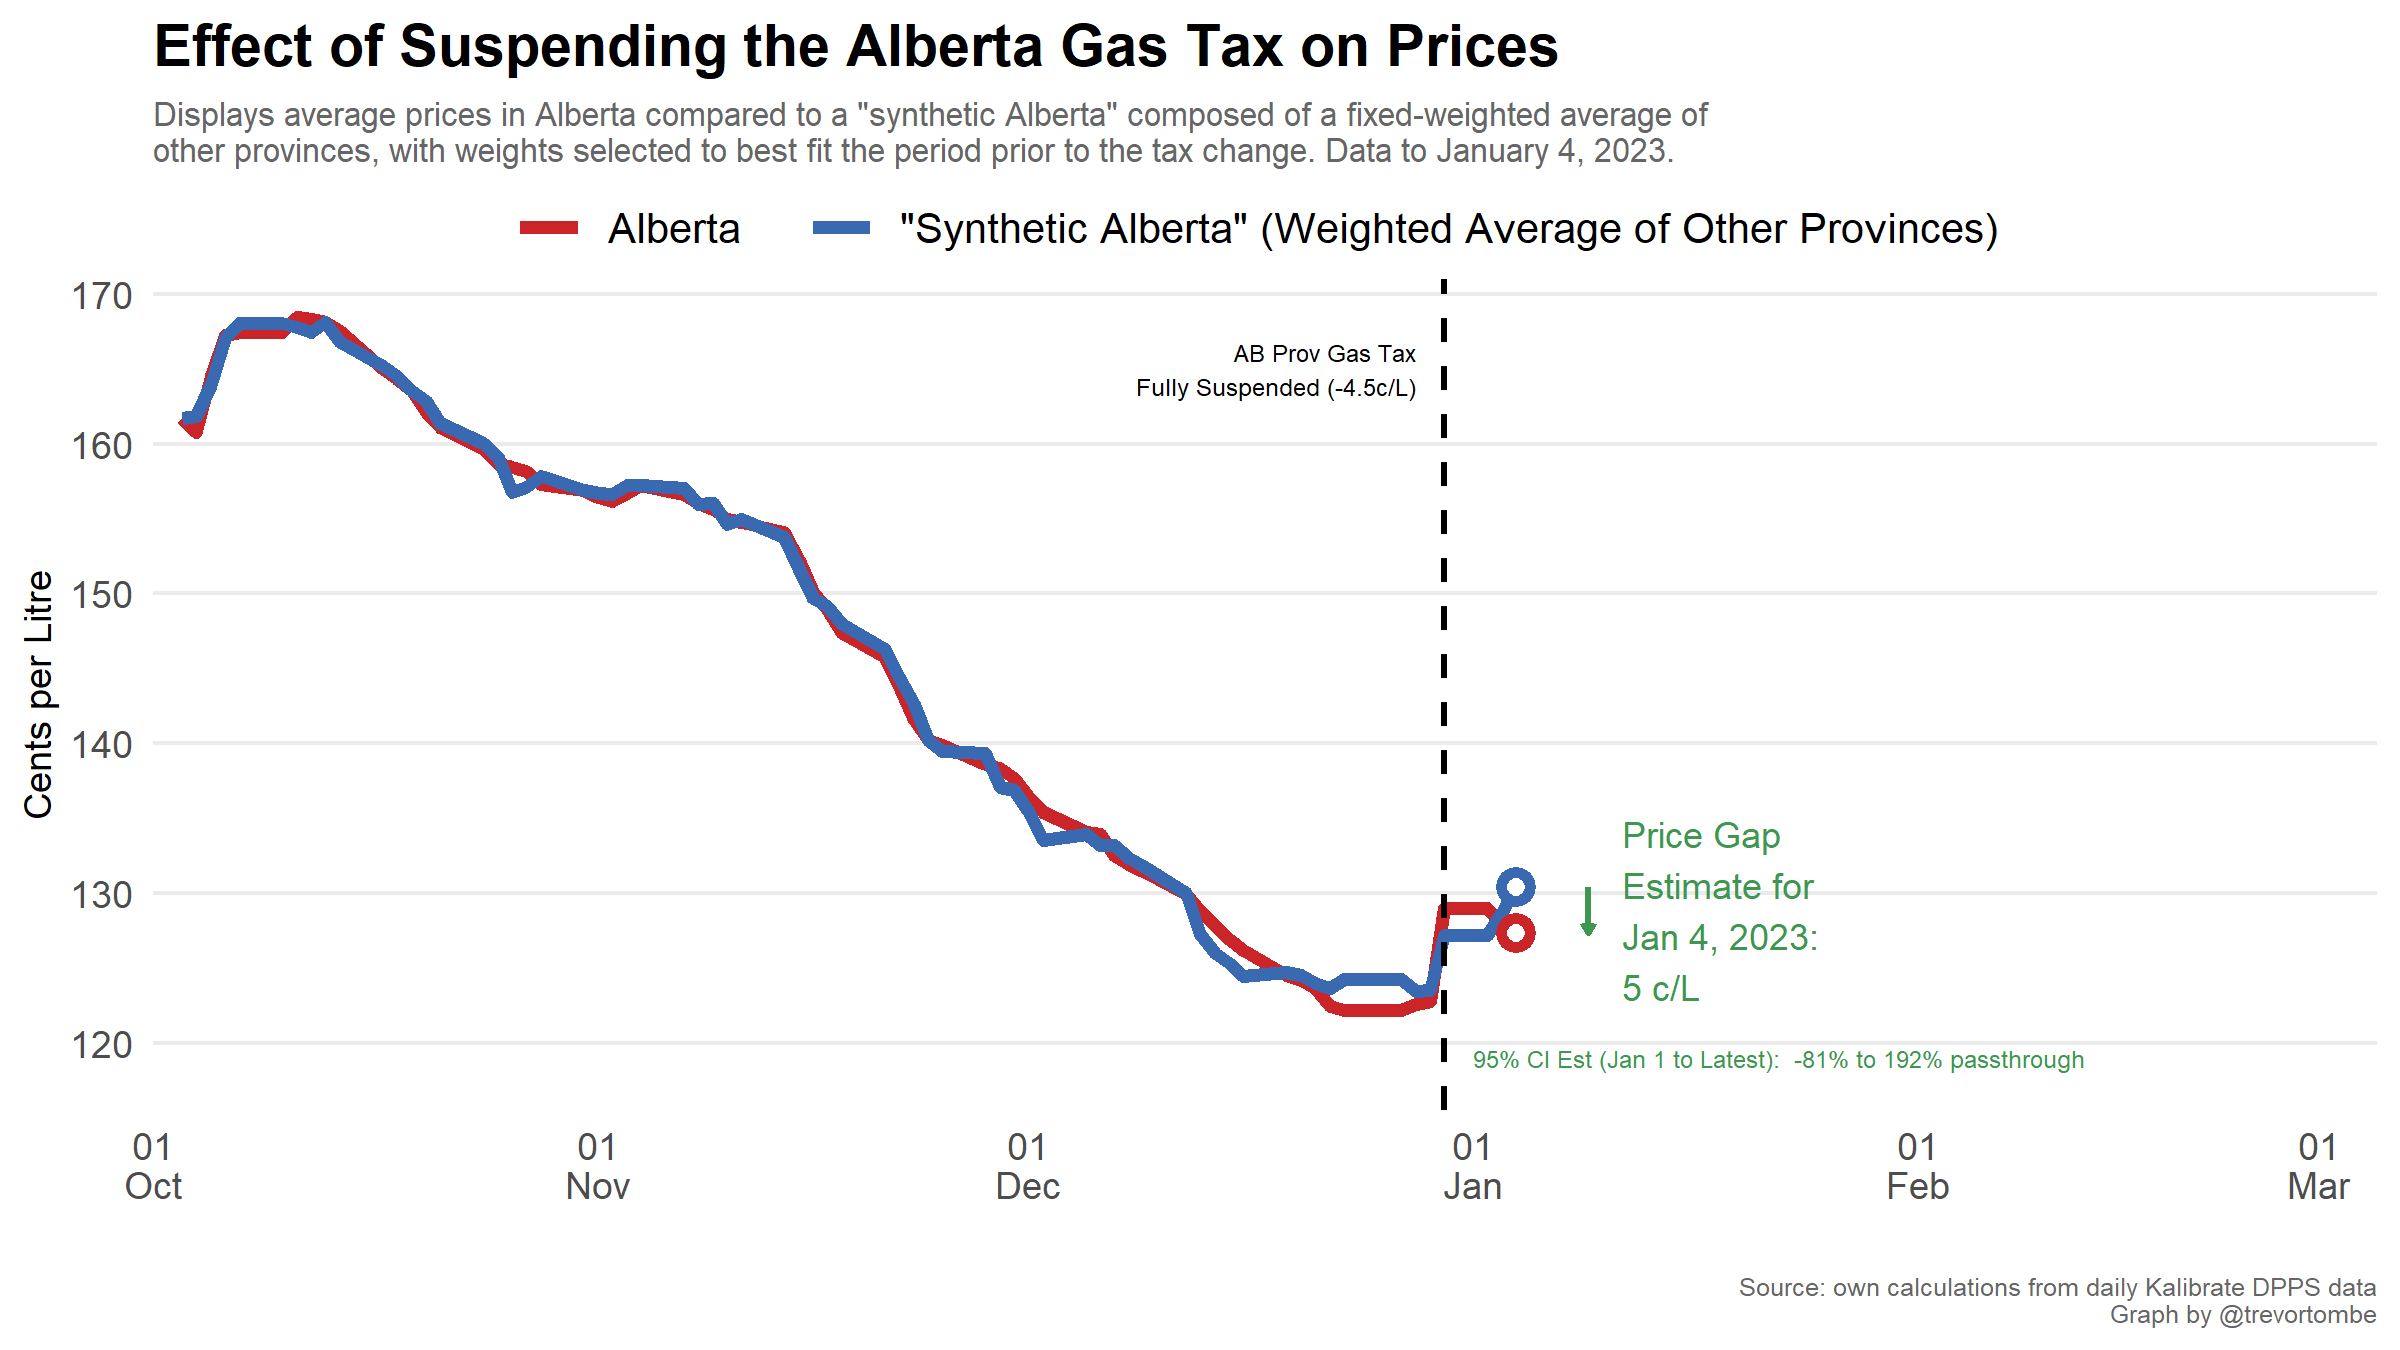 Effect of Suspending the Alberta Gas Tax on Prices
Displays average prices in Alberta compared to a "synthetic Alberta" composed of a fixed-weighted average of
other provinces, with weights selected to best fit the period prior to the tax change. Data to January 4, 2023.
Alberta
"Synthetic Alberta" (Weighted Average of Other Provinces)
Cents per Litre
170
160
150
140
130
120
AB Prov Gas Tax
Fully Suspended (-4.5c/L)
Price Gap
Estimate for
Jan 4, 2023:
5 c/L
95% CI Est (Jan 1 to Latest):  -81% to 192% passthrough
01
Oct
01
Nov
01
Dec
01
Jan
01
Feb
01
Mar
Source: own calculations from daily Kalibrate DPPS data
Graph by @trevortombe